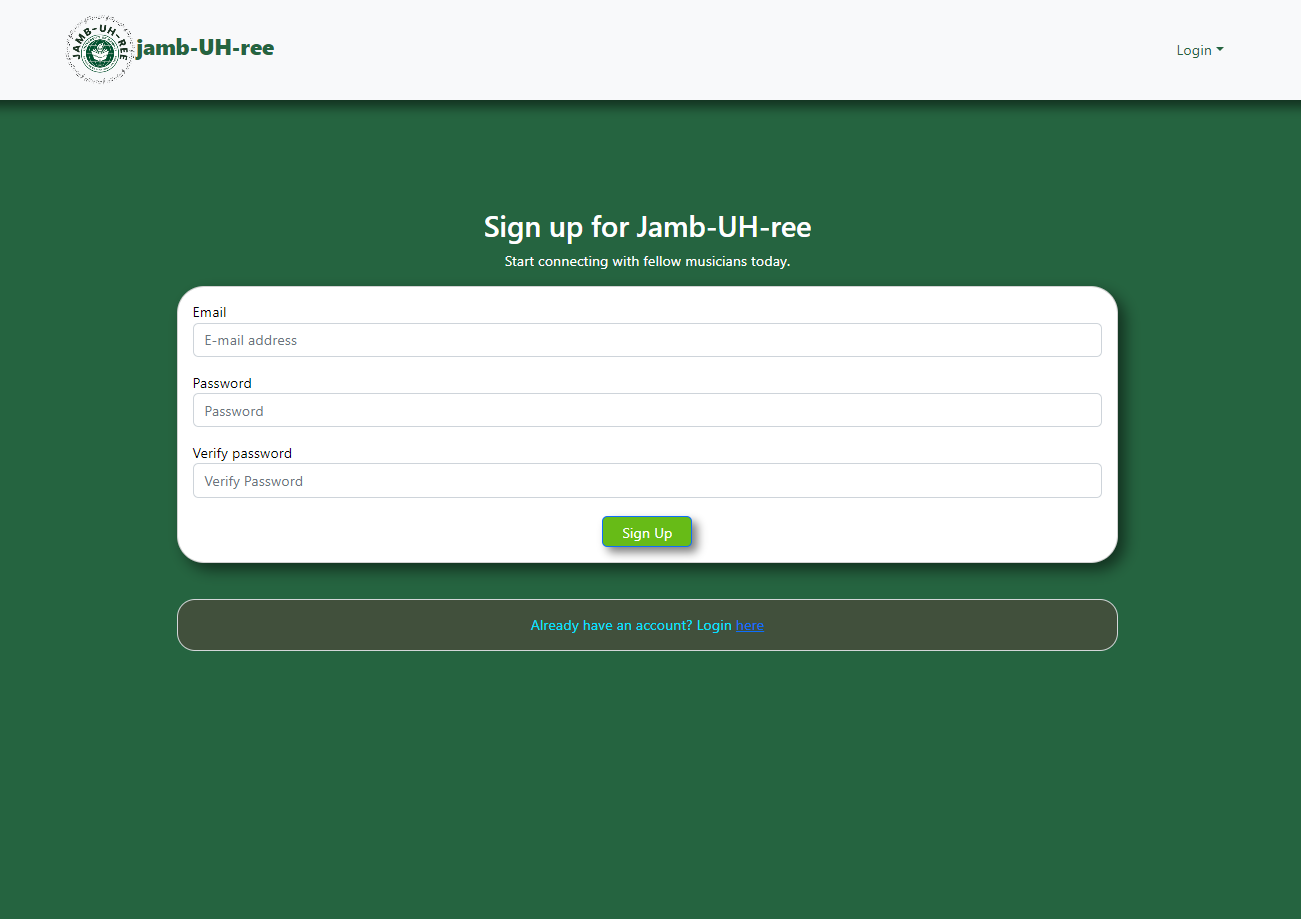 JAMB-UH-REE
jamb-UH-ree
Login
Sign up for Jamb-UH-ree
Start connecting with fellow musicians today.
Email
E-mail address
Password
Password
Verify password
Verify Password
Sign Up
Already have an account? Login here